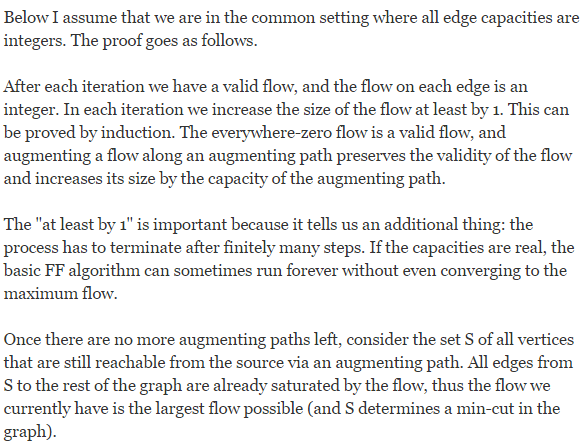 Below I assume that we are in the common setting where all edge capacities are
integers. The proof goes as follows.
After each iteration we have a valid flow, and the flow on each edge is an
integer. In each iteration we increase the size of the flow at least by 1. This can
be proved by induction. The everywhere-zero flow is a valid flow, and
augmenting a flow along an augmenting path preserves the validity of the flow
and increases its size by the capacity of the augmenting path.
The "at least by 1" is important because it tells us an additional thing: the
process has to terminate after finitely many steps. If the capacities are real, the
basic FF algorithm can sometimes run forever without even converging to the
maximum flow.
Once there are no more augmenting paths left, consider the set S of all vertices
that are still reachable from the source via an augmenting path. All edges from
S to the rest of the graph are already saturated by the flow, thus the flow we
currently have is the largest flow possible (and S determines a min-cut in the
graph).